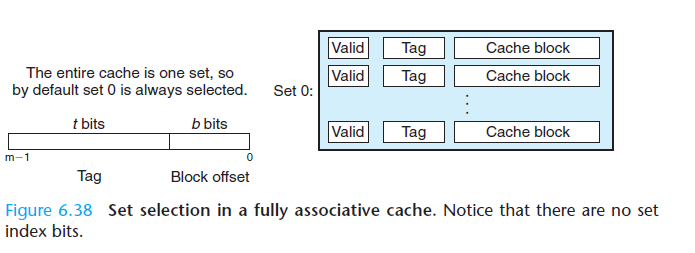 The entire cache is one set, so
by default set 0 is always selected.
t bits
b bits
m−1
0
Tag
Block offset
Set 0:
Valid Tag Cache block
Valid Tag Cache block
Valid Tag Cache block
Figure 6.38 Set selection in a fully associative cache. Notice that there are no set
index bits.